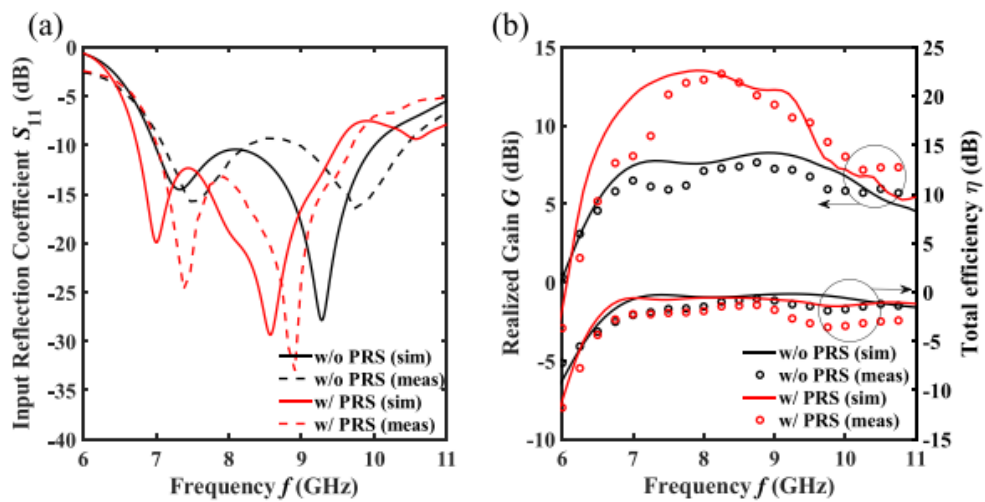 (a)
0
-5
-10
-15
-20
-25
-30
-35
-40
Input Reflection Coefficient S11 (dB)
w/o PRS (sim)
w/o PRS (meas)
w/ PRS (sim)
w/ PRS (meas)
6 7 8 9 10 11
Frequency f (GHz)
(b)
15
10
5
0
-5
-10
Realized Gain G (dBi)
25
20
15
10
5
0
-5
-10
-15
Total efficiency η (dB)
w/o PRS (sim)
w/o PRS (meas)
w/ PRS (sim)
w/ PRS (meas)
6 7 8 9 10 11
Frequency f (GHz)